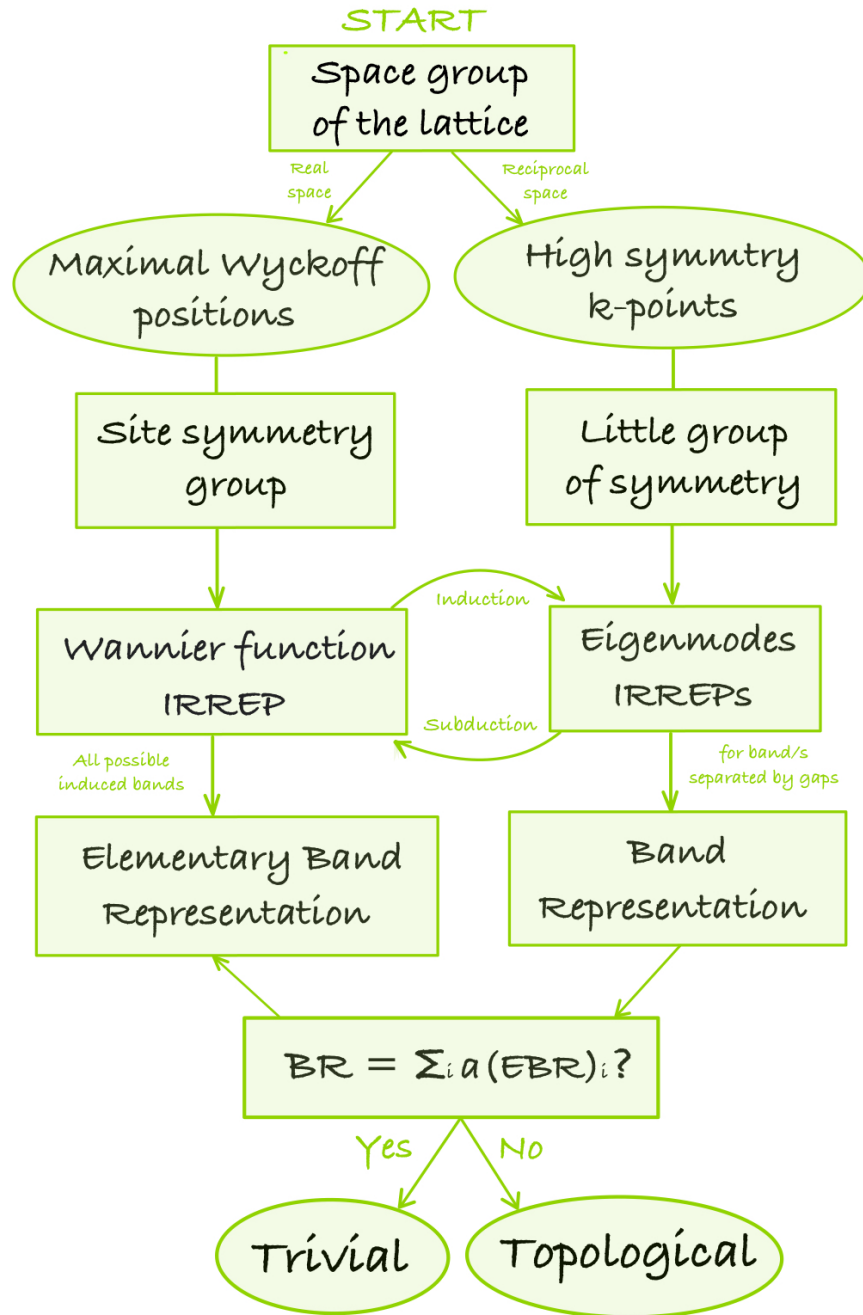 START
Space group
of the lattice
Real
space
Reciprocal
space
Maximal Wyckoff
positions
High symmtry
k-points
Site symmetry
group
Little group
of symmetry
Induction
Wannier function
IRREP
Eigenmodes
IRREPs
Subduction
All possible
induced bands
for band/s
separated by gaps
Elementary Band
Representation
Band
Representation
BR = Σᵢ a(EBR)ᵢ?
Yes
No
Trivial
Topological